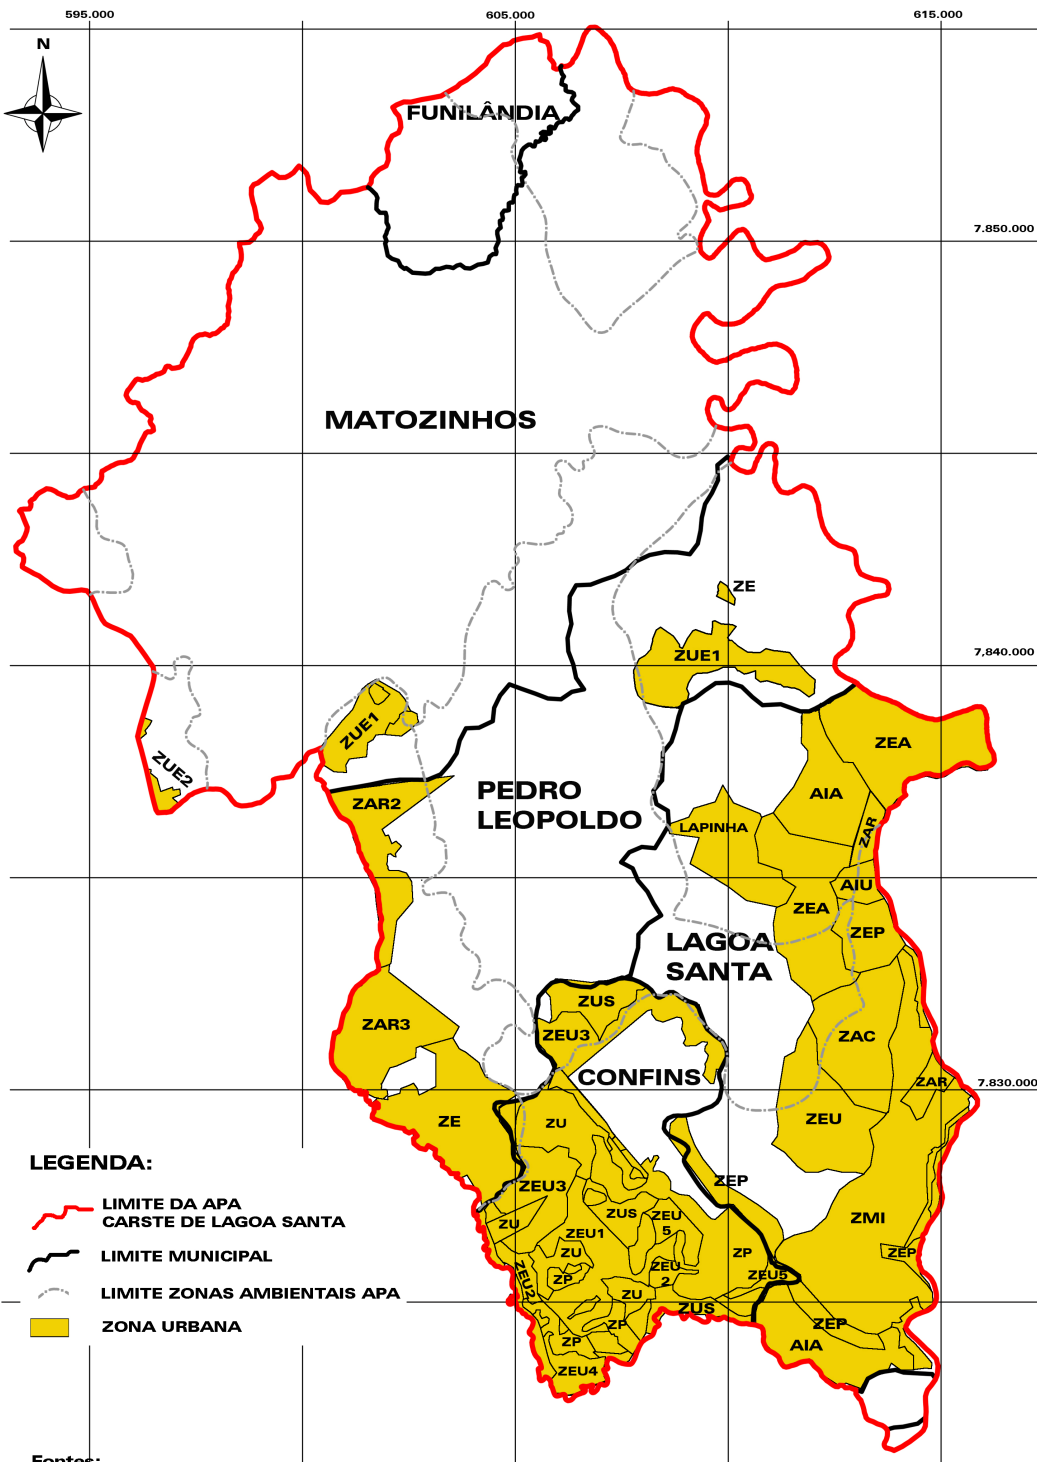 595.000
605.000
615.000
N
FUNILÂNDIA
7.850.000
MATOZINHOS
ZE
ZUE1
7,840.000
ZUE1
ZEA
ZUE2
PEDRO
LEOPOLDO
AIA
ZAR2
LAPINHA
ZAR
AIU
ZEA
ZEP
LAGOA
SANTA
ZUS
ZAR3
ZEU3
ZAC
CONFINS
ZAR
7.830.000
ZE
ZU
ZEU
LEGENDA:
ZEU3
ZEP
LIMITE DA APA
CARSTE DE LAGOA SANTA
ZU
ZUS
ZEU
5
ZMI
ZEU1
LIMITE MUNICIPAL
ZU
ZP
ZEP
ZEU2
ZP
ZEU
2
ZEU5
LIMITE ZONAS AMBIENTAIS APA
ZU
ZUS
ZONA URBANA
ZP
ZEP
ZP
AIA
ZEU4
Fontes: